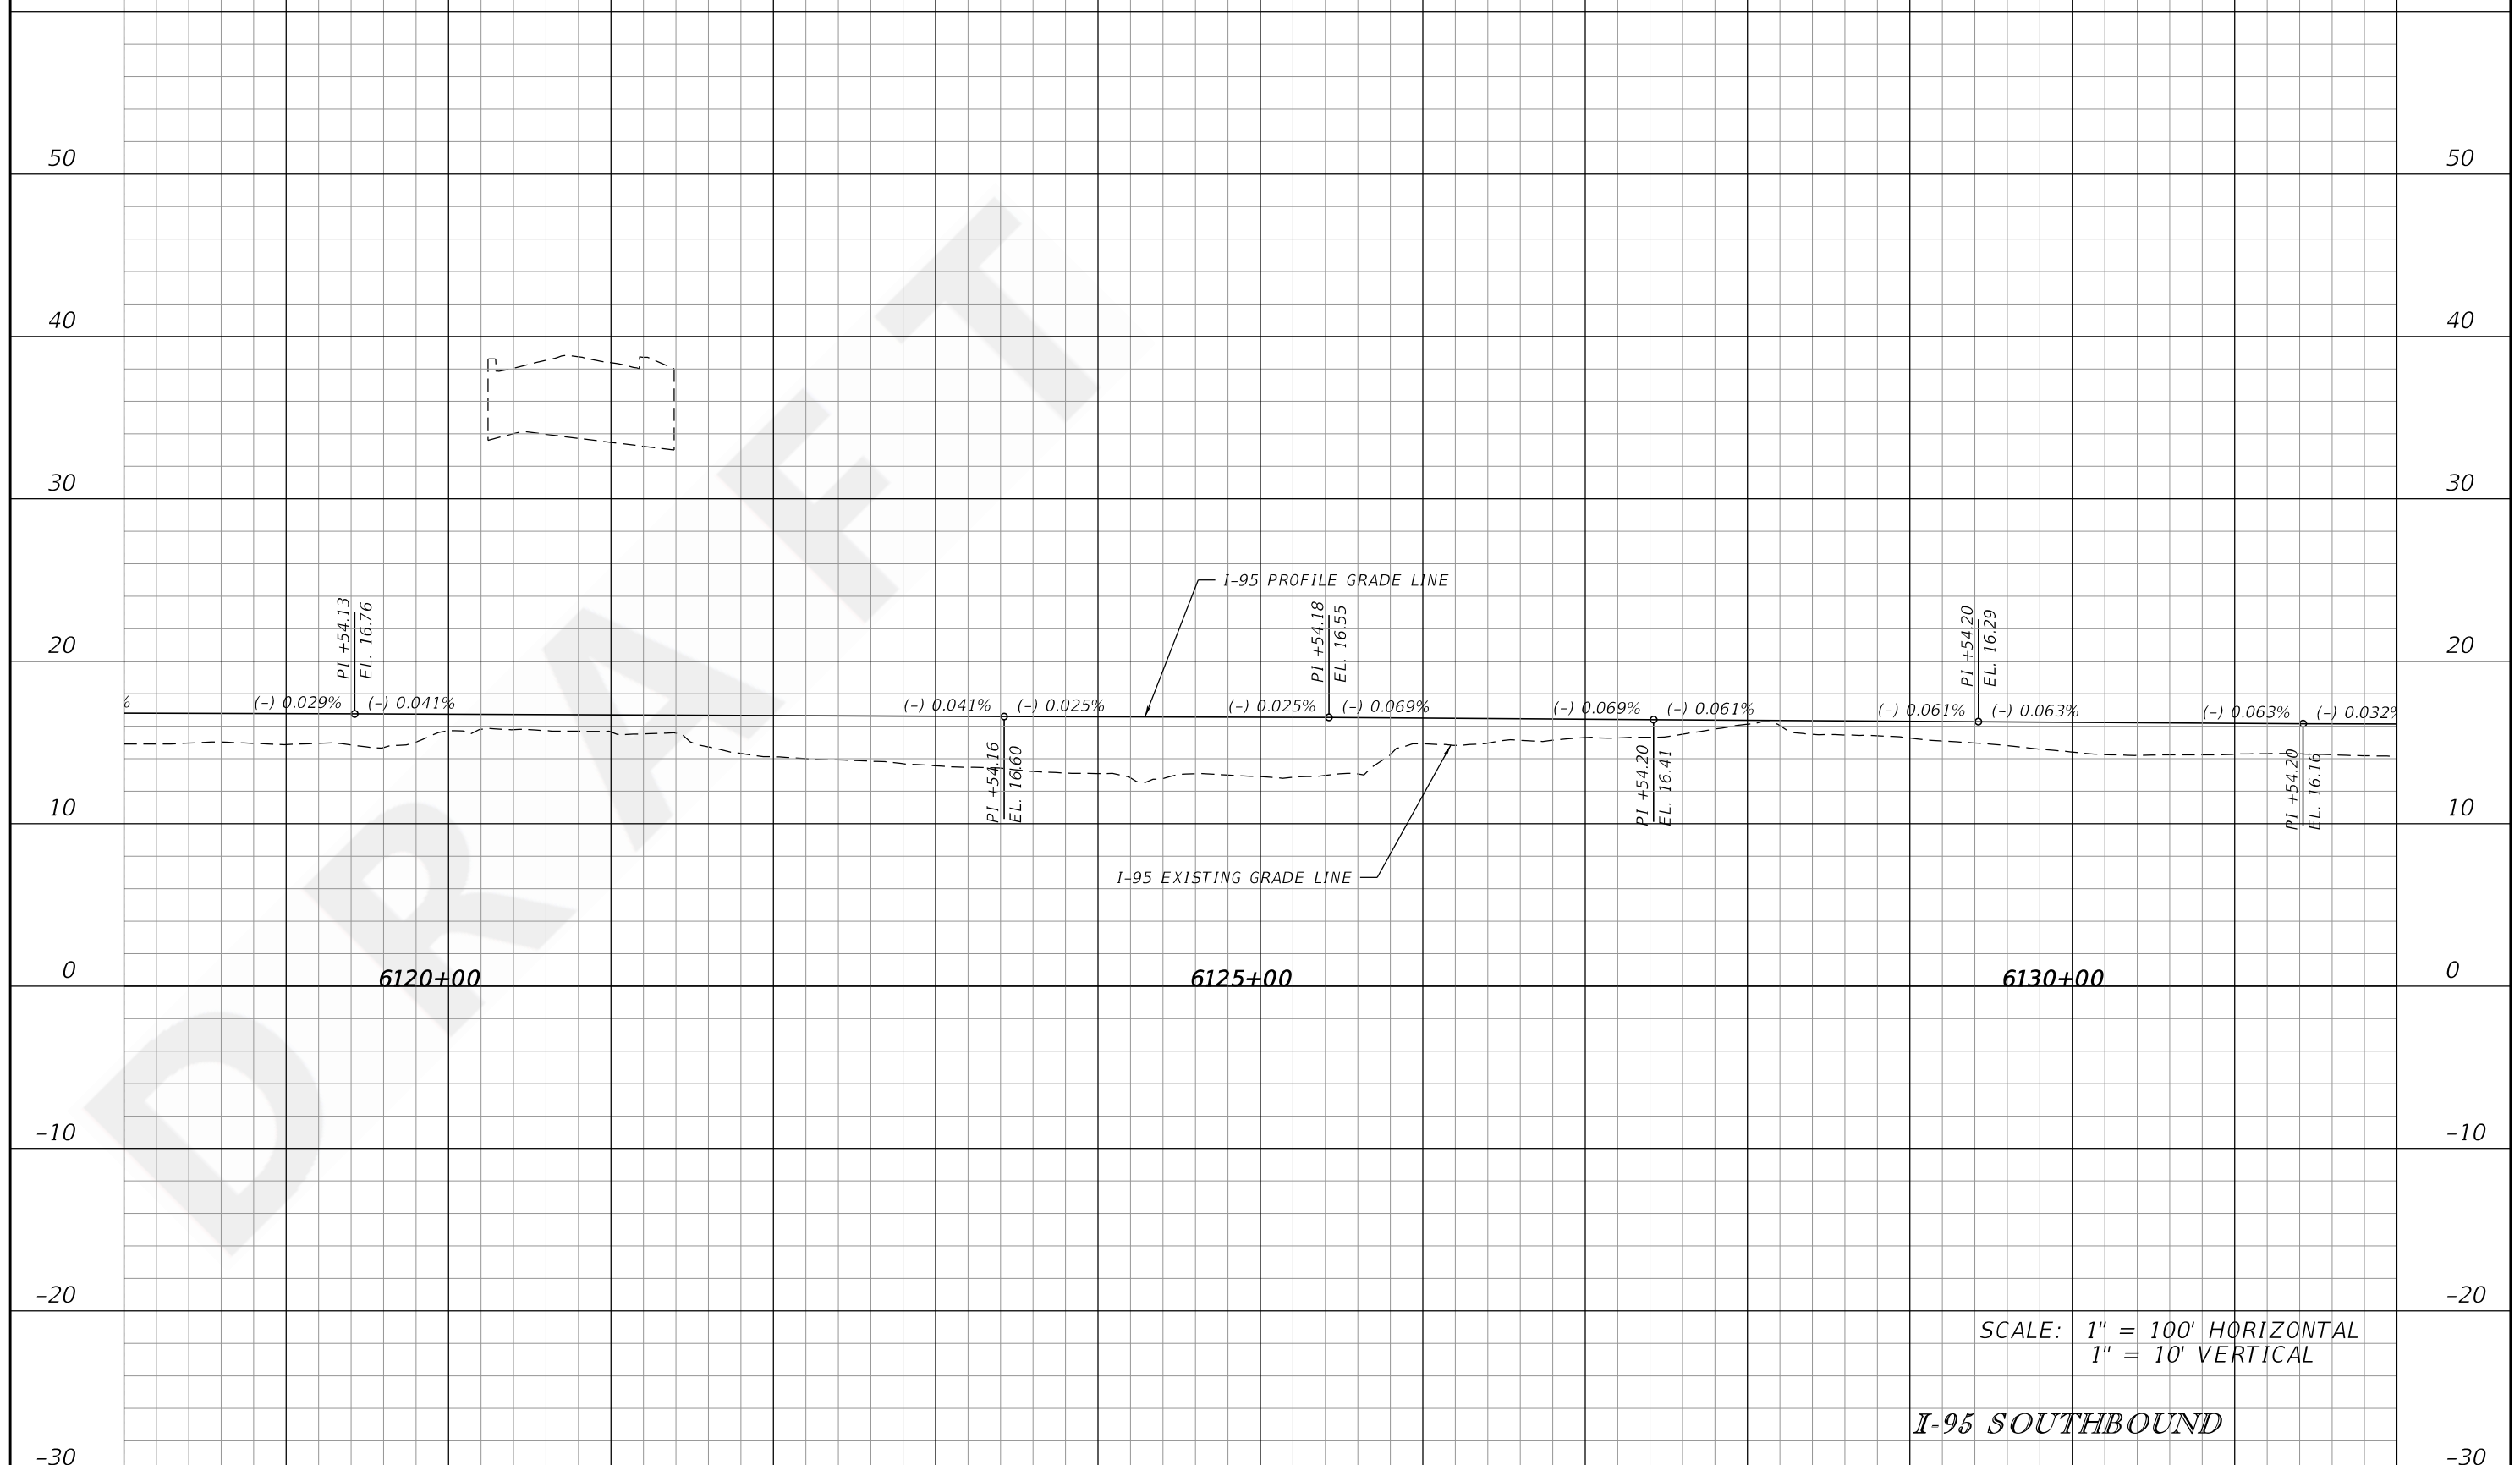 50 50
40 40
30 30
I-95 PROFILE GRADE LINE
PI +54.13
EL. 16.76
PI +54.18
EL. 16.55
PI +54.20
EL. 16.29
20 20
% (-) 0.029% (-) 0.041% (-) 0.041% (-) 0.025% (-) 0.025% (-) 0.069% (-) 0.069% (-) 0.061% (-) 0.061% (-) 0.063% (-) 0.063% (-) 0.032%
PI +54.16
EL. 16.60
PI +54.20
EL. 16.41
PI +54.20
EL. 16.16
10 10
I-95 EXISTING GRADE LINE
0 6120+00 6125+00 6130+00 0
-10 -10
-20 -20
SCALE: 1" = 100' HORIZONTAL
1" = 10' VERTICAL
I-95 SOUTHBOUND
-30 -30
DRAFT